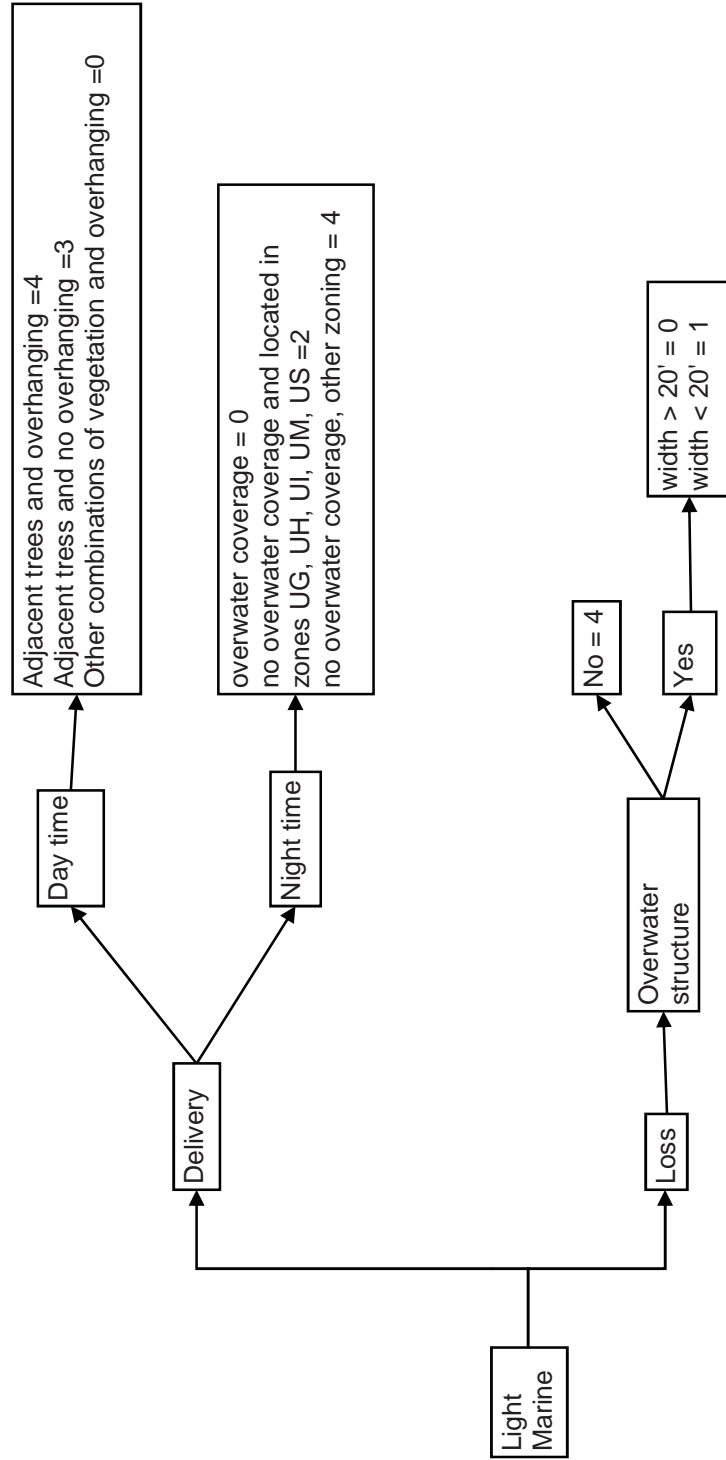 Light
Marine
Delivery
Day time
Adjacent trees and overhanging =4
Adjacent tress and no overhanging =3
Other combinations of vegetation and overhanging =0
Night time
overwater coverage = 0
no overwater coverage and located in
zones UG, UH, UI, UM, US =2
no overwater coverage, other zoning = 4
Loss
Overwater
structure
No = 4
Yes
width > 20' = 0
width < 20' = 1